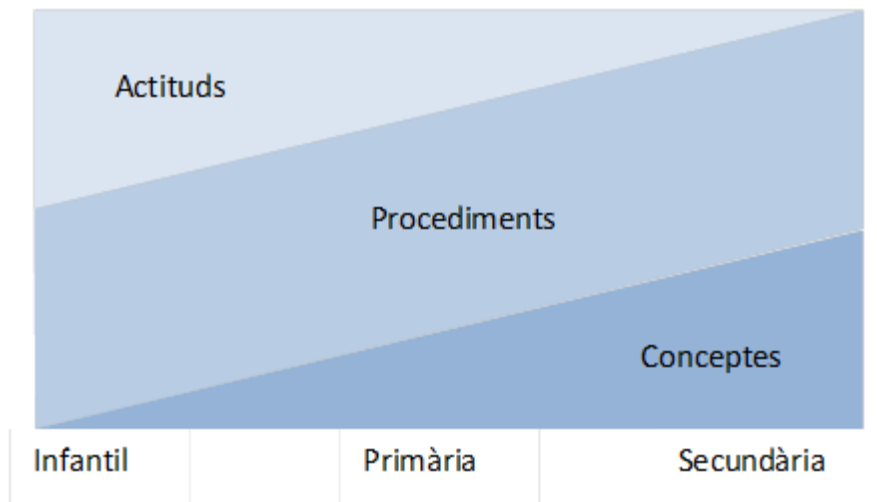 Actituds
Procediments
Conceptes
Infantil Primària Secundària